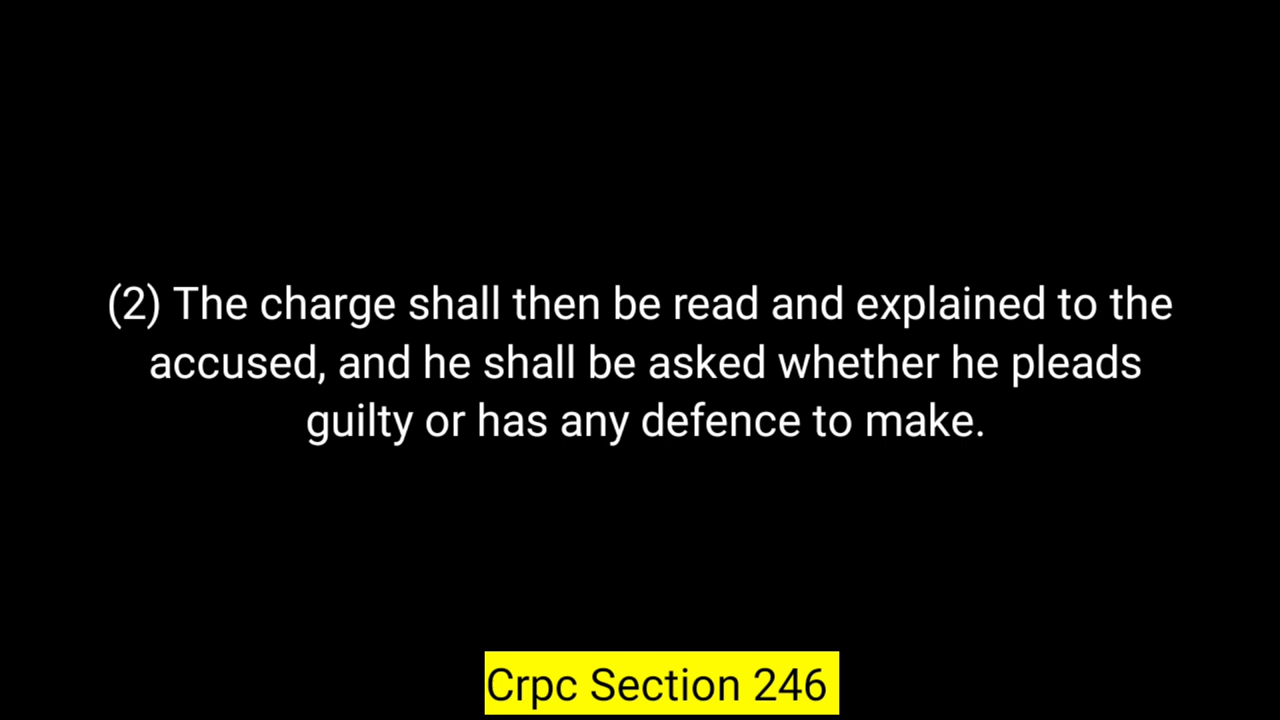 (2) The charge shall then be read and explained to the
accused, and he shall be asked whether he pleads
guilty or has any defence to make.
Crpc Section 246